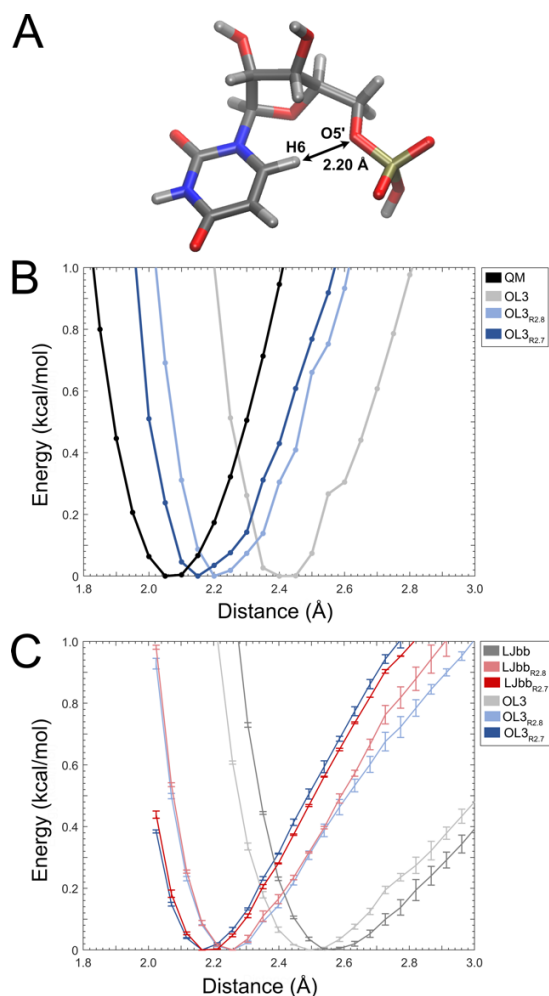 A
O5'
H6
2.20 Å
B
1.0
0.8
0.6
0.4
0.2
0
Energy (kcal/mol)
1.8 2.0 2.2 2.4 2.6 2.8 3.0
Distance (Å)
QM
OL3
OL3R2.8
OL3R2.7
C
1.0
0.8
0.6
0.4
0.2
0
Energy (kcal/mol)
1.8 2.0 2.2 2.4 2.6 2.8 3.0
Distance (Å)
LJbb
LJbbR2.8
LJbbR2.7
OL3
OL3R2.8
OL3R2.7